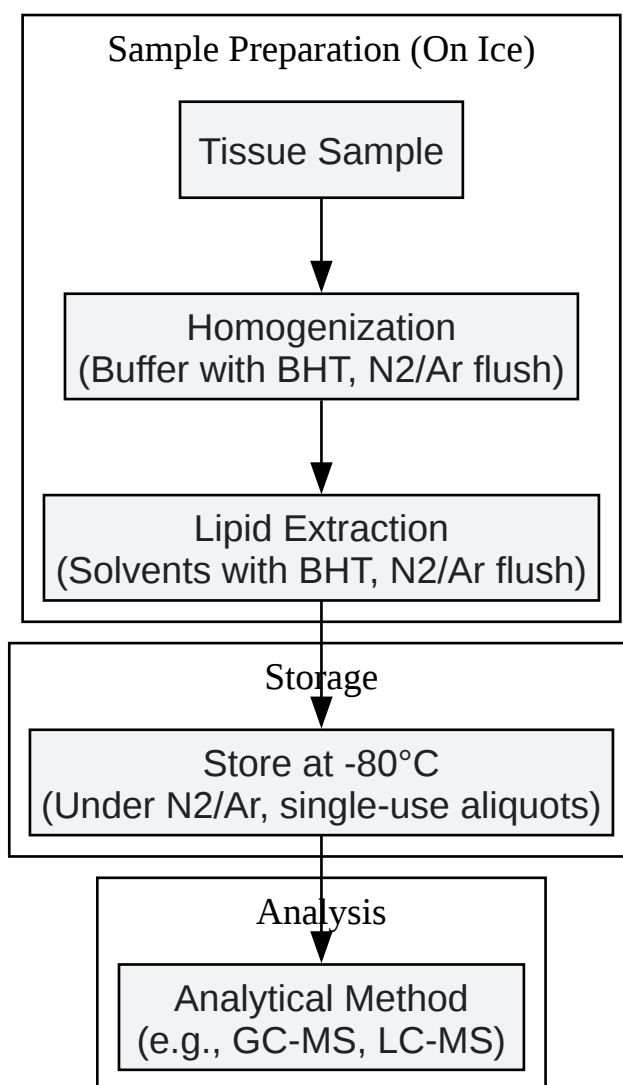 Sample Preparation (On Ice)
Tissue Sample
Homogenization
(Buffer with BHT, N2/Ar flush)
Lipid Extraction
(Solvents with BHT, N2/Ar flush)
Storage
Store at -80°C
(Under N2/Ar, single-use aliquots)
Analysis
Analytical Method
(e.g., GC-MS, LC-MS)